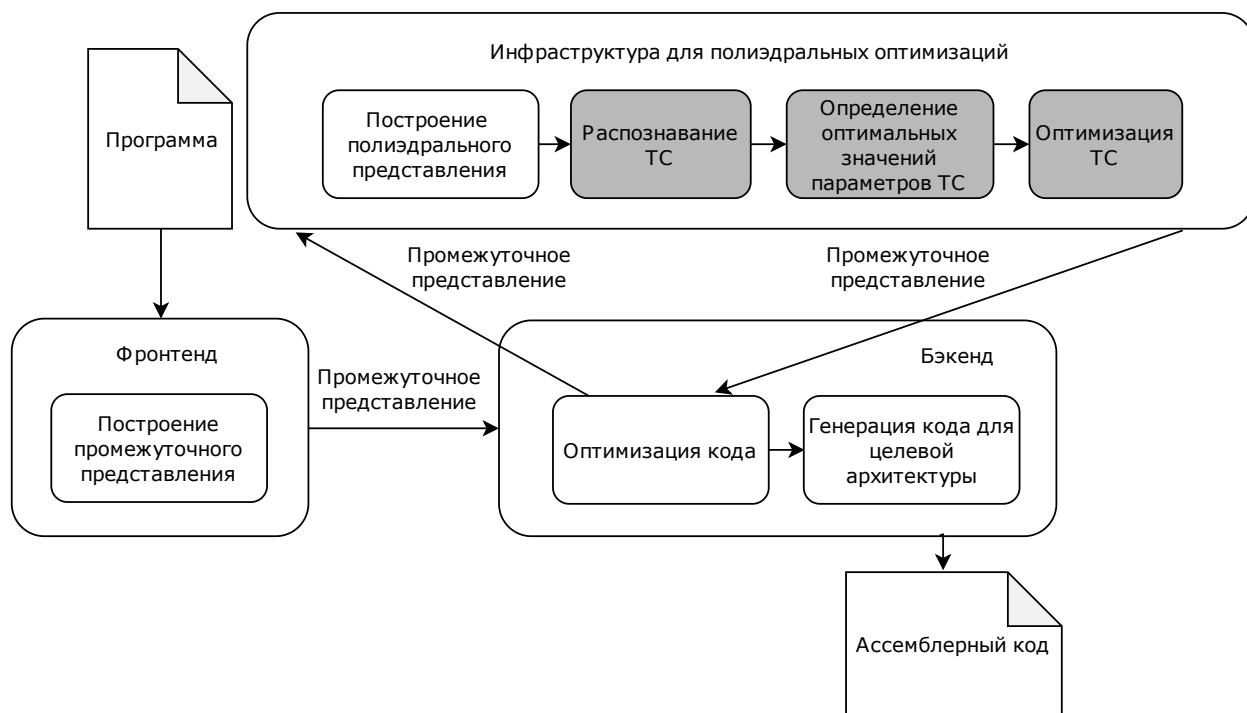 Инфраструктура для полиэдральных оптимизаций
Программа
Построение
полиэдрального
представления
Распознавание
ТС
Определение
оптимальных
значений
параметров ТС
Оптимизация
ТС
Промежуточное
представление
Промежуточное
представление
Фронтенд
Построение
промежуточного
представления
Промежуточное
представление
Бэкенд
Оптимизация кода
Генерация кода для
целевой
архитектуры
Ассемблерный код